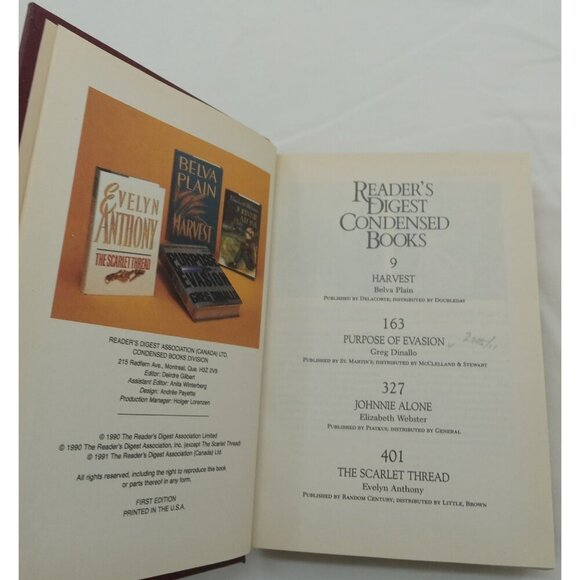 EVELYN
ANTHONY
THE SCARLET THREAD
BELVA
PLAIN
HARVEST
PURPOSE
OF
EVASION
READER'S DIGEST ASSOCIATION (CANADA) LTD.
CONDENSED BOOKS DIVISION
215 Redfern Ave., Montreal, Que. H3Z 2V9
Editor: Deirdre Gilbert
Assistant Editor: Anita Winterberg
Design: Andrée Payette
Production Manager: Holger Lorenzen
© 1990 The Reader's Digest Association Limited
© 1990 The Reader's Digest Association, Inc. (except The Scarlet Thread)
© 1991 The Reader's Digest Association (Canada) Ltd.
All rights reserved, including the right to reproduce this book
or parts thereof in any form.
FIRST EDITION
PRINTED IN THE U.S.A.
READER'S
DIGEST
CONDENSED
BOOKS
9
HARVEST
Belva Plain
PUBLISHED BY DELACORTE; DISTRIBUTED BY DOUBLEDAY
163
PURPOSE OF EVASION
Greg Dinallo
PUBLISHED BY ST. MARTIN'S; DISTRIBUTED BY MCCLELLAND & STEWART
327
JOHNNIE ALONE
Elizabeth Webster
PUBLISHED BY PIATKUS; DISTRIBUTED BY GENERAL
401
THE SCARLET THREAD
Evelyn Anthony
PUBLISHED BY RANDOM CENTURY, DISTRIBUTED BY LITTLE, BROWN